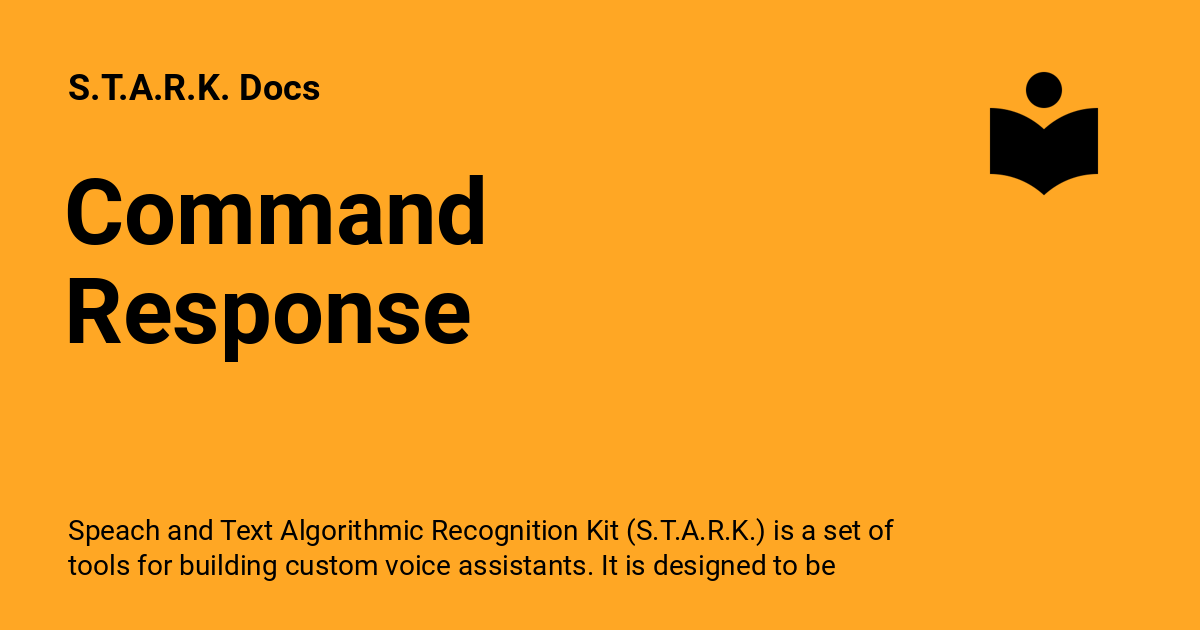 S.T.A.R.K. Docs
Command
Response
Speach and Text Algorithmic Recognition Kit (S.T.A.R.K.) is a set of
tools for building custom voice assistants. It is designed to be